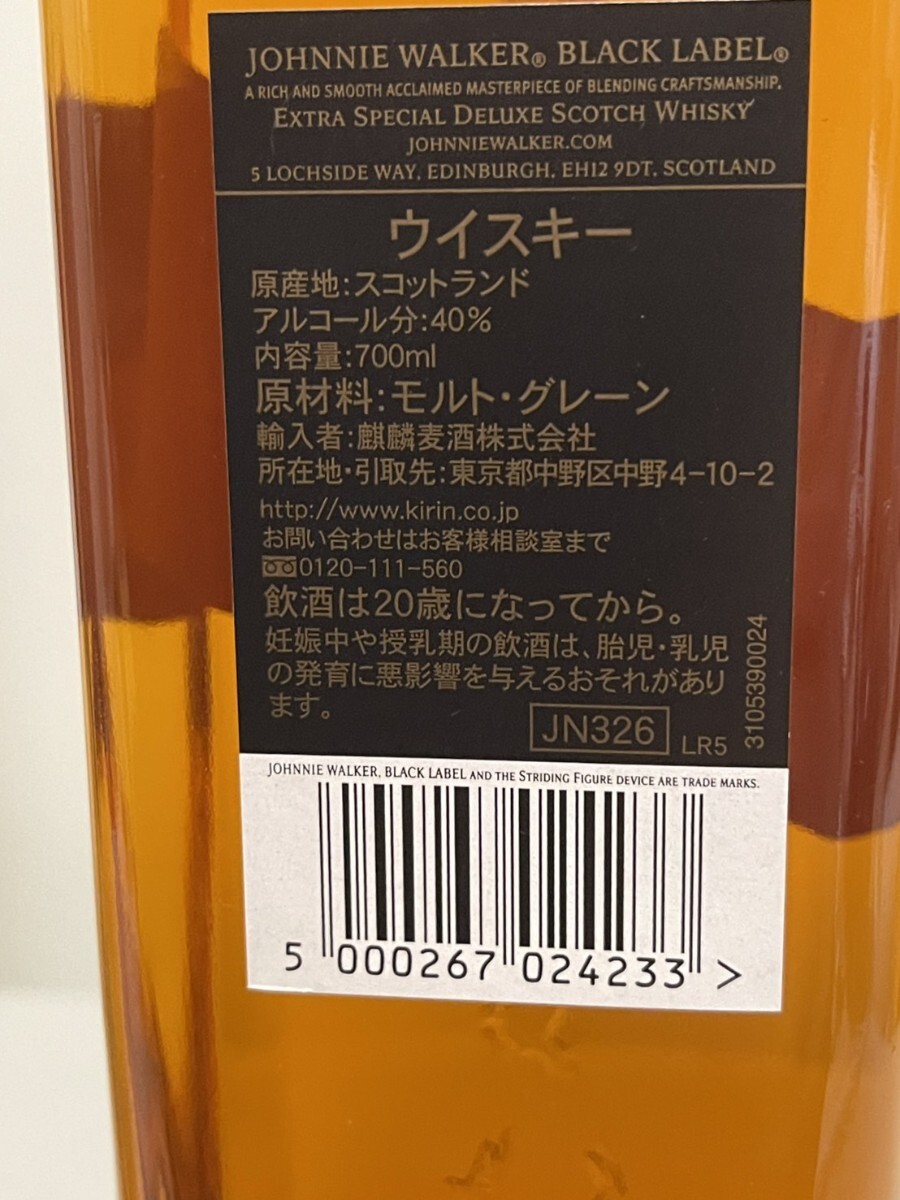 JOHNNIE WALKER® BLACK LABEL®
A RICH AND SMOOTH ACCLAIMED MASTERPIECE OF BLENDING CRAFTSMANSHIP.
EXTRA SPECIAL DELUXE SCOTCH WHISKY
JOHNNIEWALKER.COM
5 LOCHSIDE WAY, EDINBURGH, EH12 9DT, SCOTLAND
ウイスキー
原産地:スコットランド
アルコール分:40%
内容量:700ml
原材料:モルト・グレーン
輸入者:麒麟麦酒株式会社
所在地・引取先:東京都中野区中野4-10-2
http://www.kirin.co.jp
お問い合わせはお客様相談室まで
0120-111-560
飲酒は20歳になってから。
妊娠中や授乳期の飲酒は、胎児・乳児
の発育に悪影響を与えるおそれがあり
ます。
JN326 LR5
3105390024
JOHNNIE WALKER, BLACK LABEL AND THE STRIDING FIGURE DEVICE ARE TRADE MARKS.
5 000267 024233 >